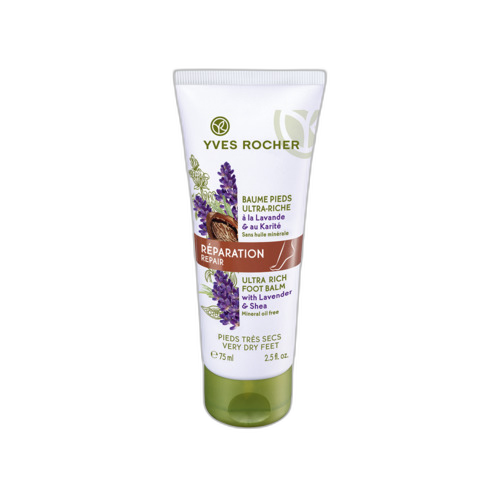 YVES ROCHER
BAUME PIEDS
ULTRA-RICHE
à la Lavande
& au Karité
Sans huile minérale
RÉPARATION
REPAIR
ULTRA RICH
FOOT BALM
with Lavender
& Shea
Mineral oil free
PIEDS TRÈS SECS
VERY DRY FEET
e 75 ml 2.5 fl. oz.